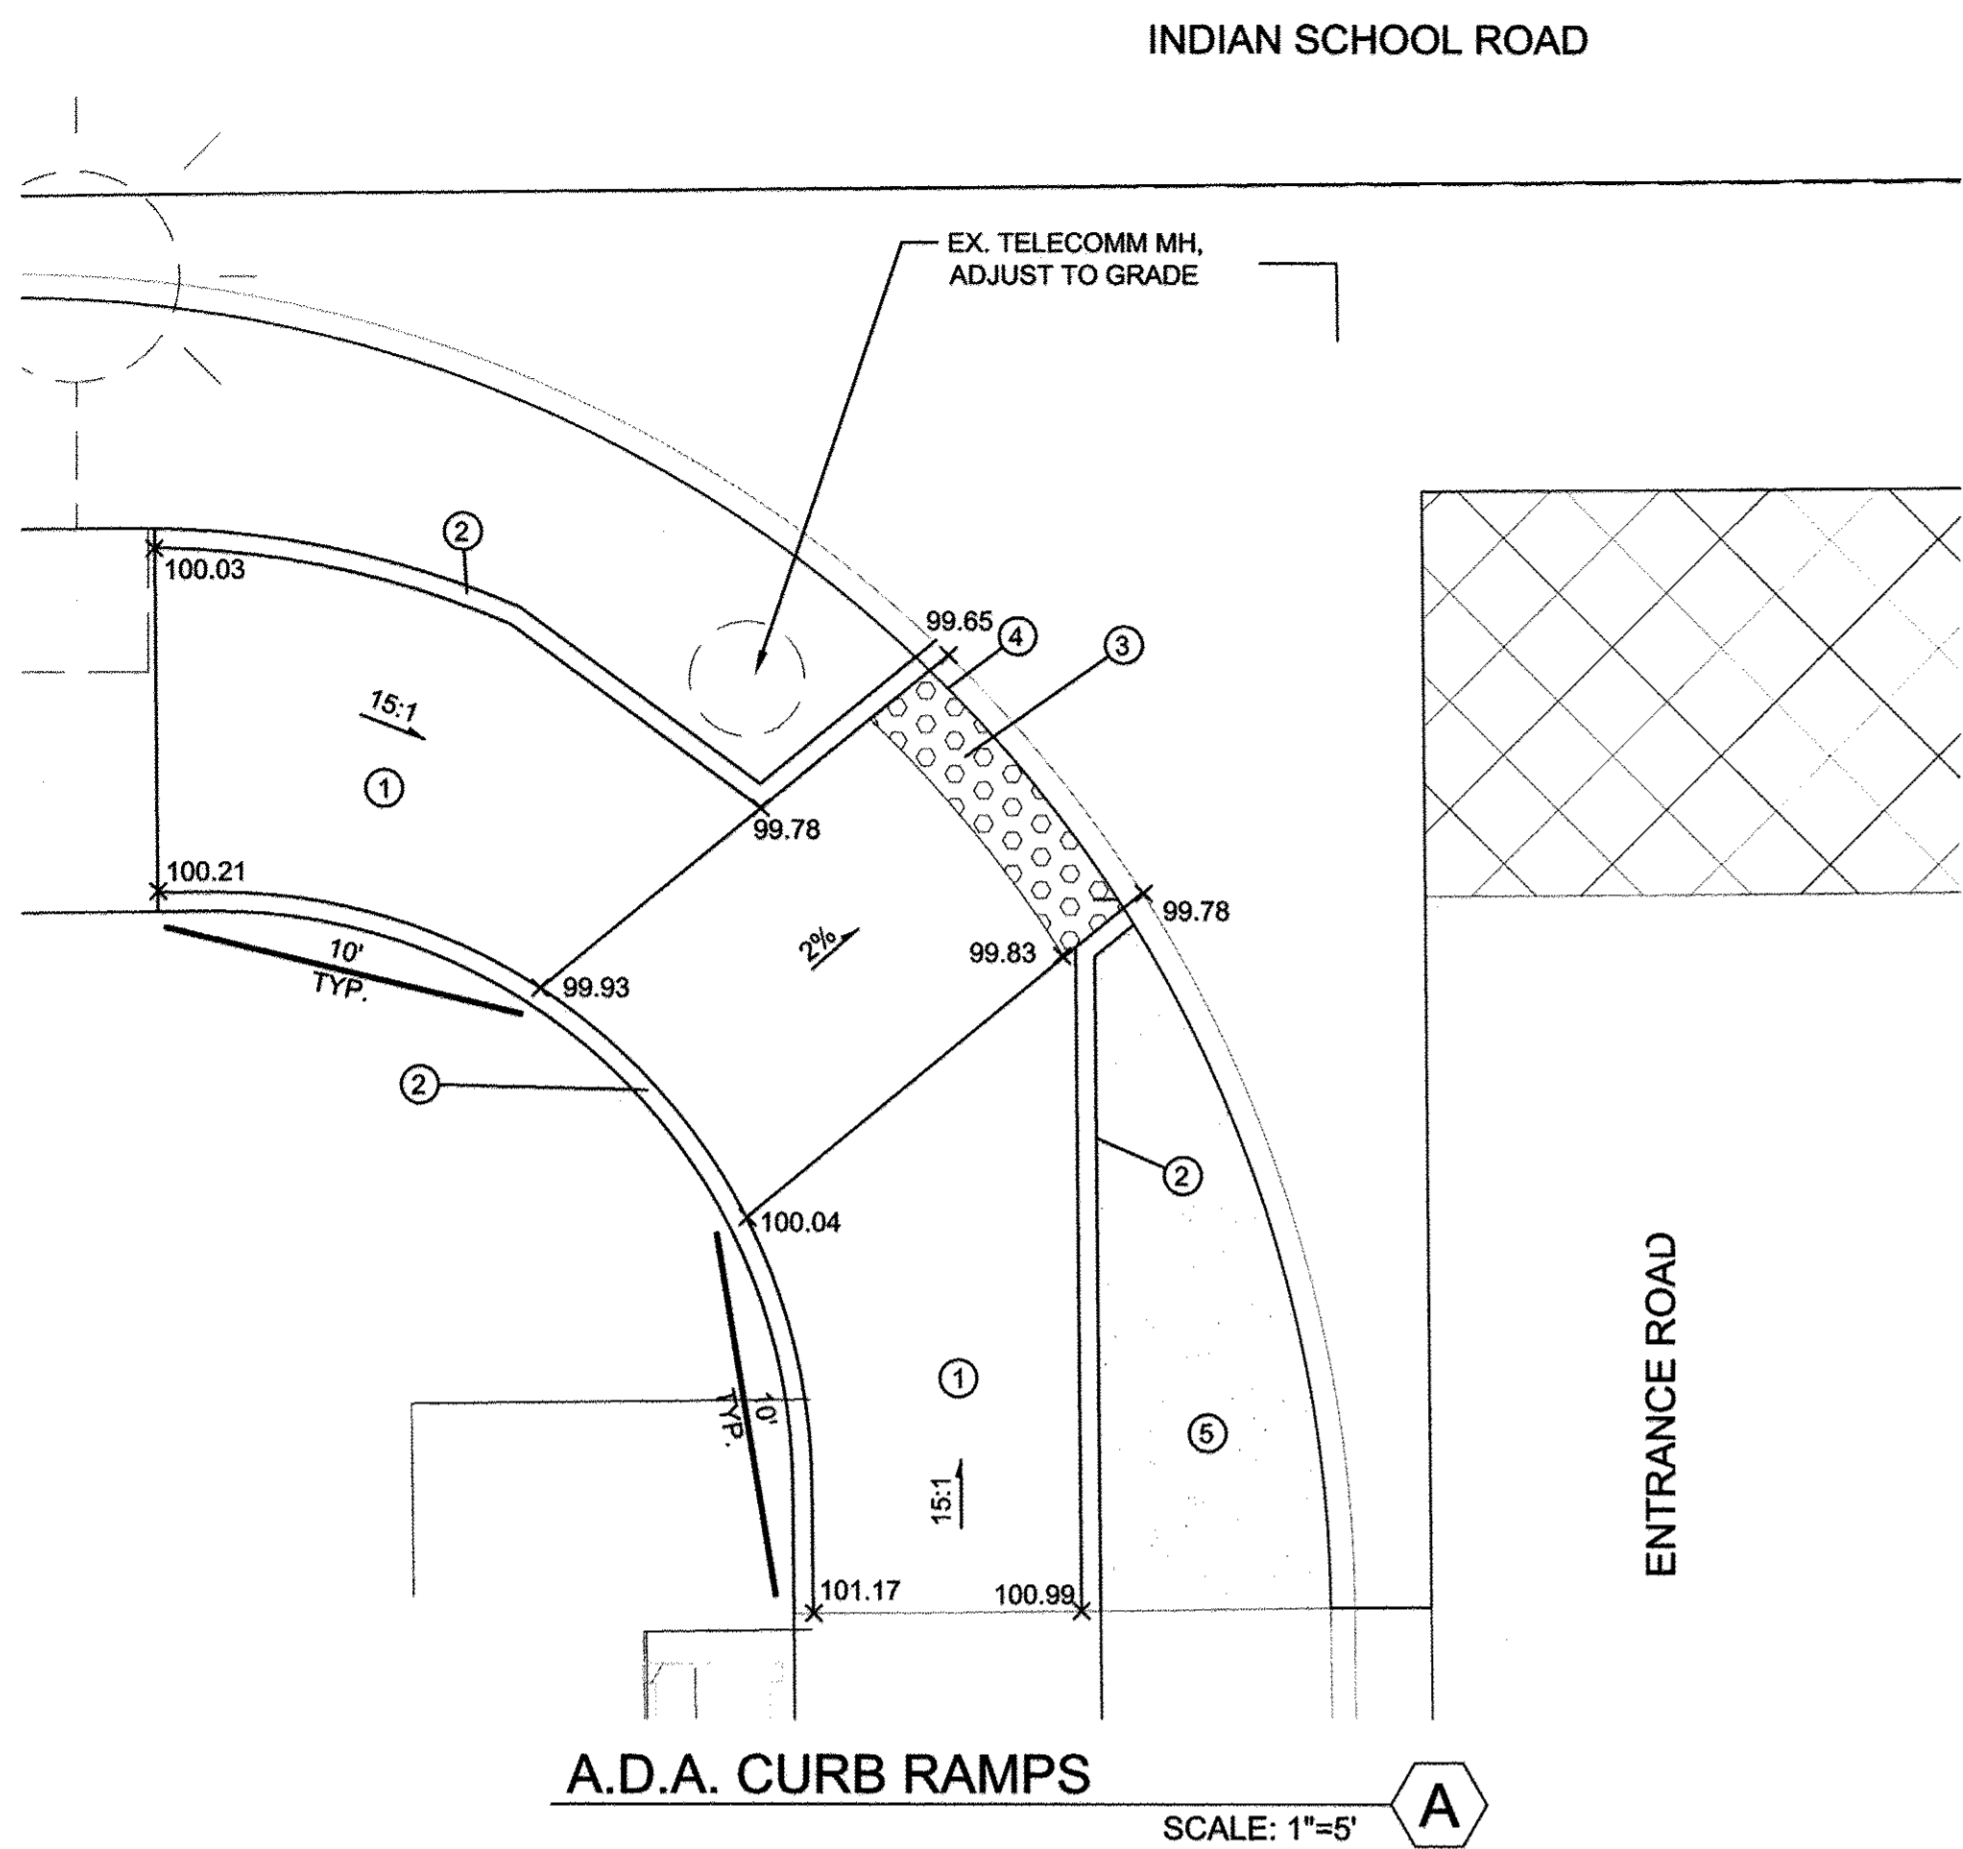 INDIAN SCHOOL ROAD
EX. TELECOMM MH,
ADJUST TO GRADE
2
100.03
99.65
4
3
15:1
1
99.78
100.21
99.78
2%
99.83
10'
TYP.
99.93
2
2
100.04
ENTRANCE ROAD
1
10'
TYP.
5
15:1
101.17
100.99
A.D.A. CURB RAMPS
A
SCALE: 1"=5'